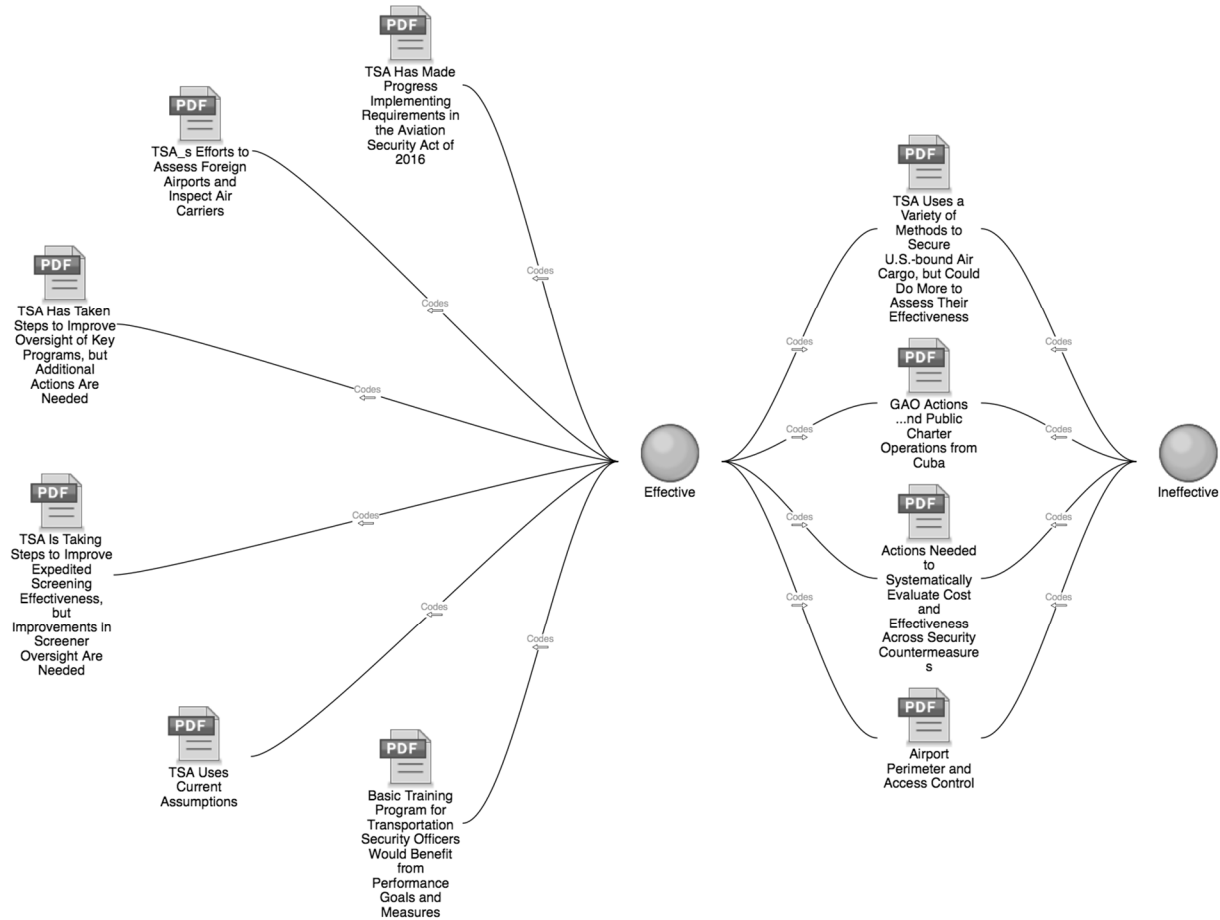 PDF
TSA Has Made
Progress
Implementing
Requirements in
the Aviation
Security Act of
2016
PDF
TSA_s Efforts to
Assess Foreign
Airports and
Inspect Air
Carriers
PDF
TSA Has Taken
Steps to Improve
Oversight of Key
Programs, but
Additional
Actions Are
Needed
PDF
TSA Is Taking
Steps to Improve
Expedited
Screening
Effectiveness,
but
Improvements in
Screener
Oversight Are
Needed
PDF
TSA Uses
Current
Assumptions
PDF
Basic Training
Program for
Transportation
Security Officers
Would Benefit
from
Performance
Goals and
Measures
Codes
Codes
Codes
Codes
Codes
Codes
Effective
Codes
Codes
Codes
Codes
PDF
TSA Uses a
Variety of
Methods to
Secure
U.S.-bound Air
Cargo, but Could
Do More to
Assess Their
Effectiveness
PDF
GAO Actions
...nd Public
Charter
Operations from
Cuba
PDF
Actions Needed
to
Systematically
Evaluate Cost
and
Effectiveness
Across Security
Countermeasure
s
PDF
Airport
Perimeter and
Access Control
Codes
Codes
Codes
Codes
Ineffective